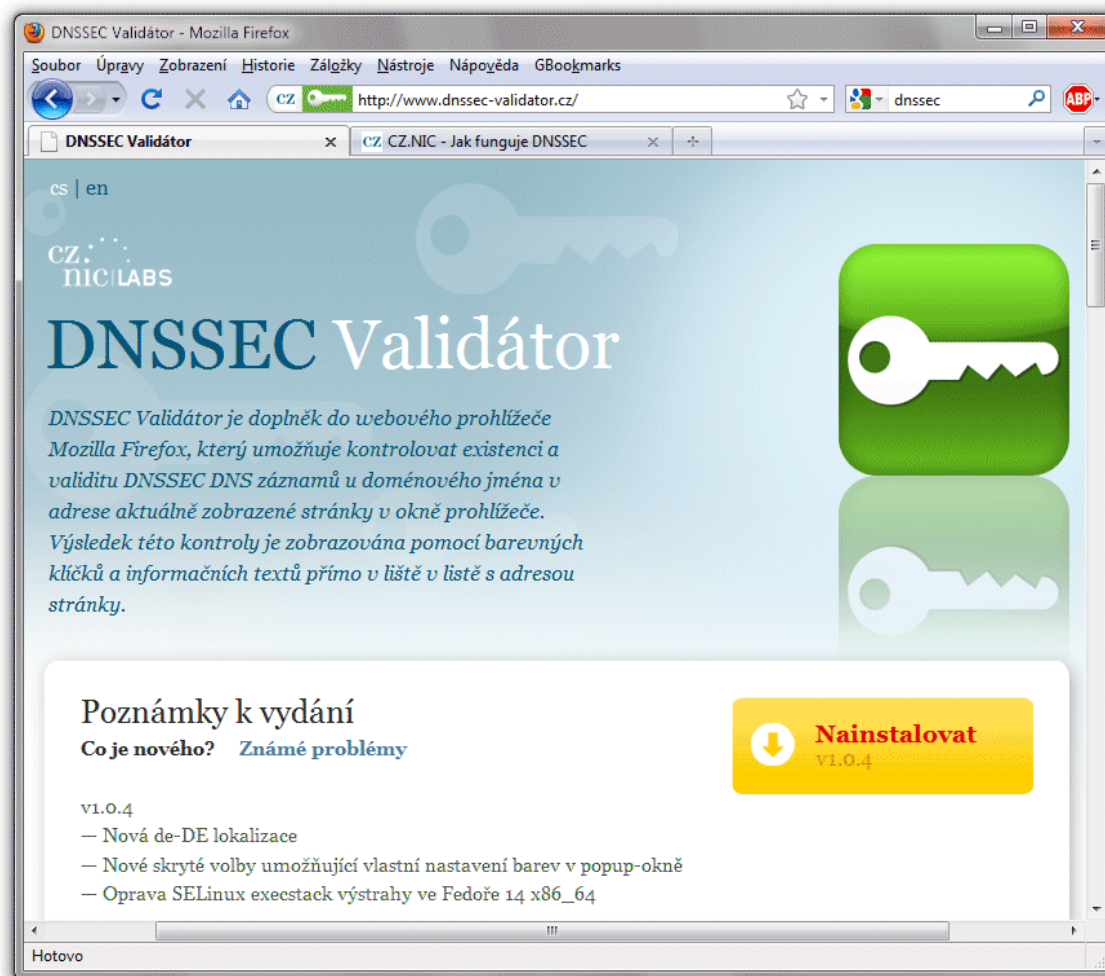 DNSSEC Validátor - Mozilla Firefox
Soubor Úpravy Zobrazení Historie Záložky Nástroje Nápověda GBookmarks
CZ http://www.dnssec-validator.cz/ dnssec ABP
DNSSEC Validátor CZ CZ.NIC - Jak funguje DNSSEC
cs | en
CZ.
NIC|LABS
DNSSEC Validátor
DNSSEC Validátor je doplněk do webového prohlížeče
Mozilla Firefox, který umožňuje kontrolovat existenci a
validitu DNSSEC DNS záznamů u doménového jména v
adrese aktuálně zobrazené stránky v okně prohlížeče.
Výsledek této kontroly je zobrazována pomocí barevných
klíčků a informačních textů přímo v liště v listě s adresou
stránky.
Poznámky k vydání
Co je nového? Známé problémy
Nainstalovat
v1.0.4
v1.0.4
— Nová de-DE lokalizace
— Nové skryté volby umožňující vlastní nastavení barev v popup-okně
— Oprava SELinux execstack výstrahy ve Fedoře 14 x86_64
Hotovo